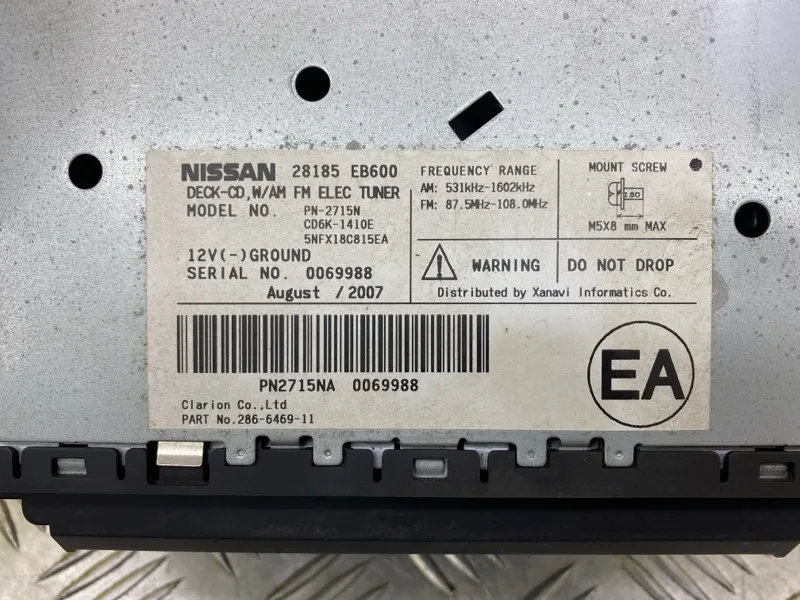 NISSAN 28185 EB600
DECK-CD,W/AM FM ELEC TUNER
MODEL NO. PN-2715N
CD6K-1410E
5NFX18C815EA
12V(-)GROUND
SERIAL NO. 0069988
August /2007
FREQUENCY RANGE
AM: 531kHz-1602kHz
FM: 87.5MHz-108.0MHz
MOUNT SCREW
ISO
M5X8 mm MAX
WARNING
DO NOT DROP
Distributed by Xanavi Informatics Co.
PN2715NA 0069988
Clarion Co.,Ltd
PART No.286-6469-11
EA